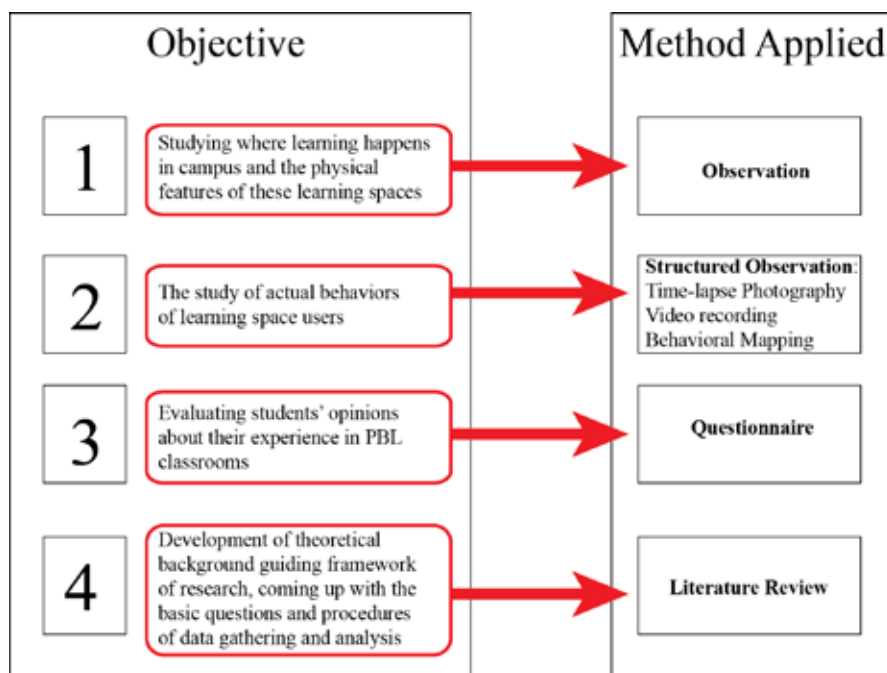 Objective
Method Applied
1
Studying where learning happens
in campus and the physical
features of these learning spaces
Observation
2
The study of actual behaviors
of learning space users
Structured Observation:
Time-lapse Photography
Video recording
Behavioral Mapping
3
Evaluating students' opinions
about their experience in PBL
classrooms
Questionnaire
4
Development of theoretical
background guiding framework
of research, coming up with the
basic questions and procedures
of data gathering and analysis
Literature Review